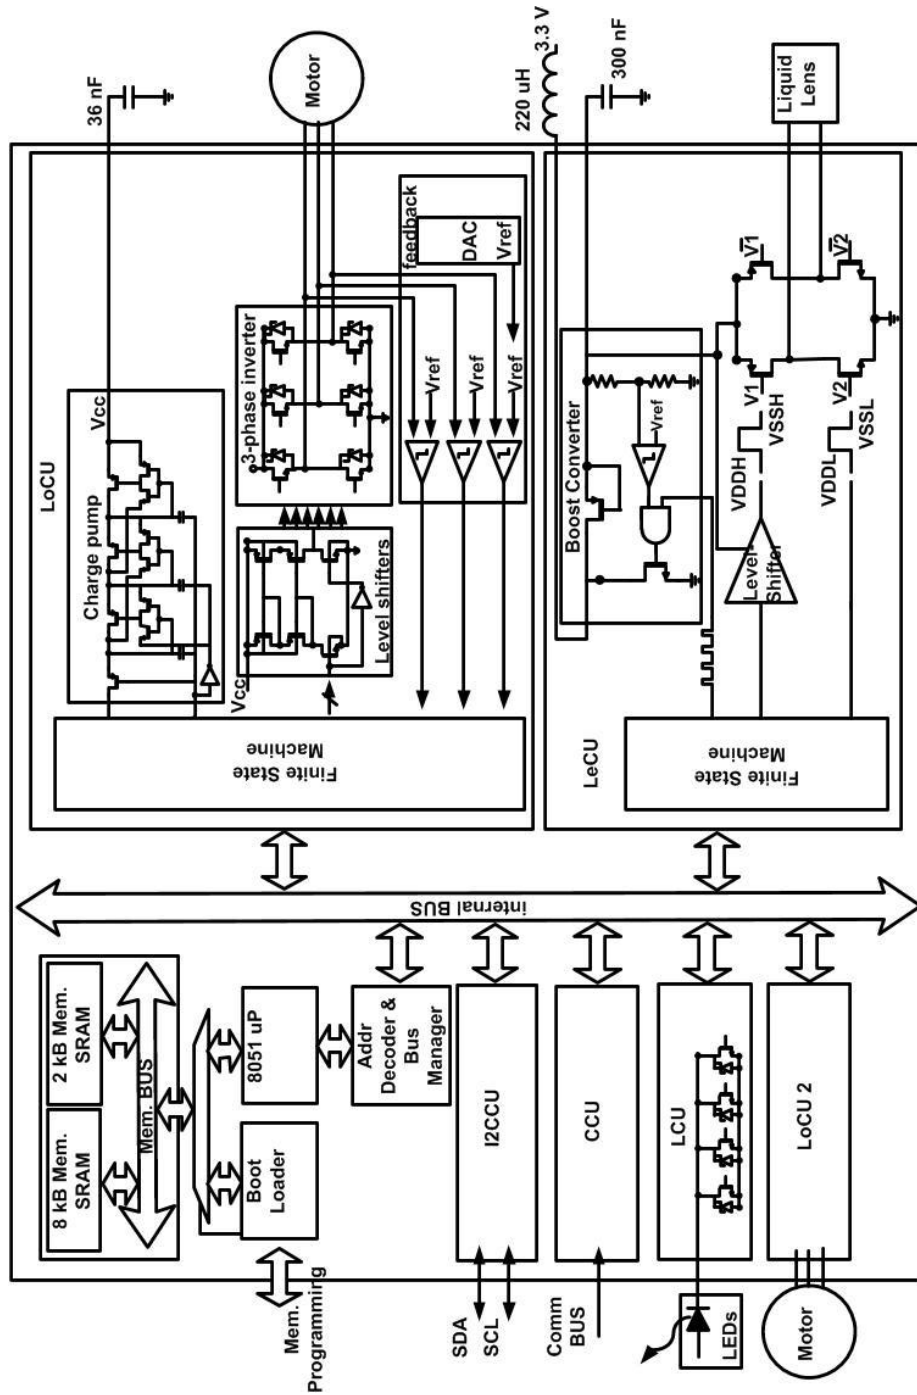 8 kB Mem.
SRAM
2 kB Mem.
SRAM
Mem. BUS
Boot
Loader
8051 uP
Mem.
Programming
Addr
Decoder &
Bus
Manager
SDA
SCL
I2CCU
Comm
BUS
CCU
LCU
LEDs
LoCU 2
Motor
internal BUS
LoCU
Finite State
Machine
Charge pump
Vcc
36 nF
Vcc
Level shifters
3-phase inverter
Motor
feedback
DAC
Vref
Vref
Vref
Vref
LeCU
Finite State
Machine
Boost Converter
Vref
220 uH
3.3 V
300 nF
Level-
Shifter
VDDH
VSSH
VDDL
VSSL
V1
V̅1
V2
V̅2
Liquid
Lens